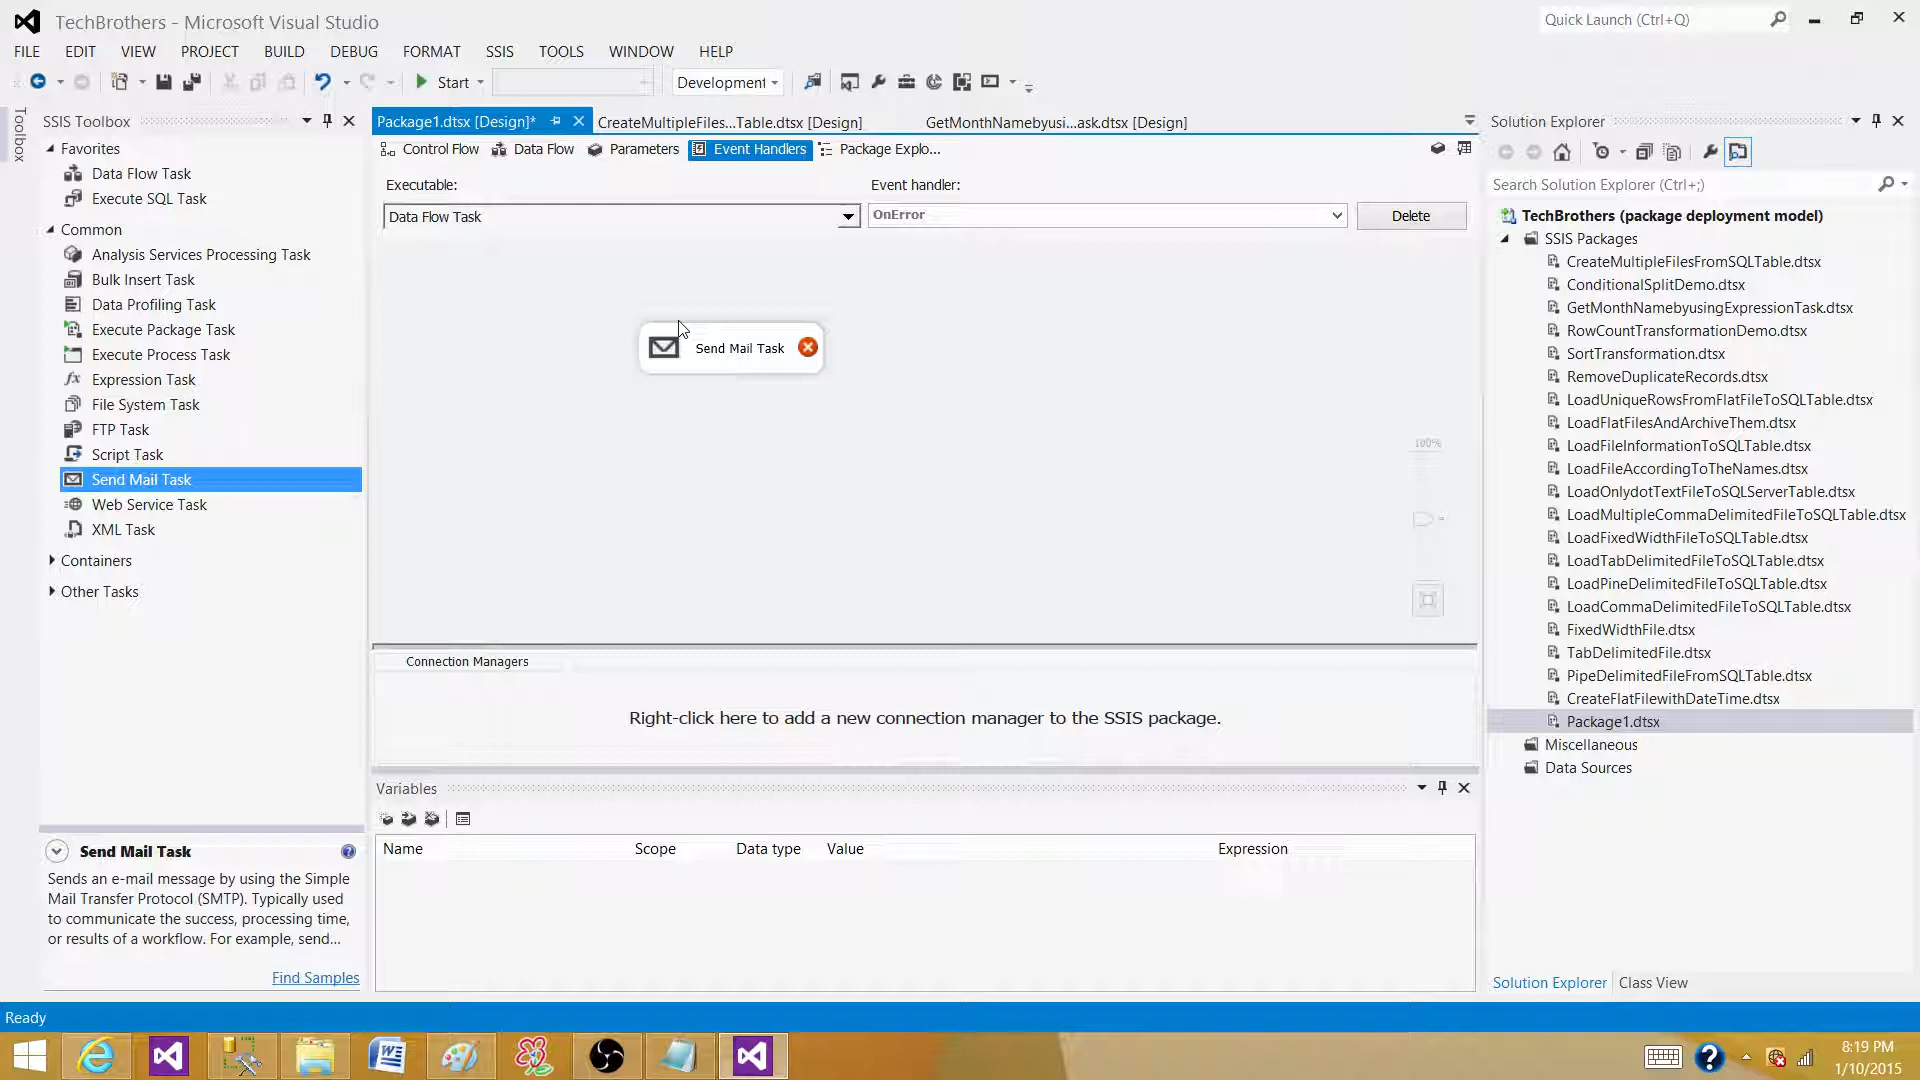 TechBrothers - Microsoft Visual Studio
Quick Launch (Ctrl+Q)
FILE EDIT VIEW PROJECT BUILD DEBUG FORMAT SSIS TOOLS WINDOW HELP
Start
Development
Toolbox
SSIS Toolbox
Favorites
Data Flow Task
Execute SQL Task
Common
Analysis Services Processing Task
Bulk Insert Task
Data Profiling Task
Execute Package Task
Execute Process Task
Expression Task
File System Task
FTP Task
Script Task
Send Mail Task
Web Service Task
XML Task
Containers
Other Tasks
Send Mail Task
Sends an e-mail message by using the Simple
Mail Transfer Protocol (SMTP). Typically used
to communicate the success, processing time,
or results of a workflow. For example, send...
Find Samples
Package1.dtsx [Design]*
CreateMultipleFiles...Table.dtsx [Design]
GetMonthNamebyusi...ask.dtsx [Design]
Control Flow
Data Flow
Parameters
Event Handlers
Package Explo...
Executable:
Event handler:
Data Flow Task
OnError
Delete
Send Mail Task
100%
Connection Managers
Right-click here to add a new connection manager to the SSIS package.
Variables
Name Scope Data type Value Expression
Solution Explorer
Search Solution Explorer (Ctrl+;)
TechBrothers (package deployment model)
SSIS Packages
CreateMultipleFilesFromSQLTable.dtsx
ConditionalSplitDemo.dtsx
GetMonthNamebyusingExpressionTask.dtsx
RowCountTransformationDemo.dtsx
SortTransformation.dtsx
RemoveDuplicateRecords.dtsx
LoadUniqueRowsFromFlatFileToSQLTable.dtsx
LoadFlatFilesAndArchiveThem.dtsx
LoadFileInformationToSQLTable.dtsx
LoadFileAccordingToTheNames.dtsx
LoadOnlydotTextFileToSQLServerTable.dtsx
LoadMultipleCommaDelimitedFileToSQLTable.dtsx
LoadFixedWidthFileToSQLTable.dtsx
LoadTabDelimitedFileToSQLTable.dtsx
LoadPineDelimitedFileToSQLTable.dtsx
LoadCommaDelimitedFileToSQLTable.dtsx
FixedWidthFile.dtsx
TabDelimitedFile.dtsx
PipeDelimitedFileFromSQLTable.dtsx
CreateFlatFilewithDateTime.dtsx
Package1.dtsx
Miscellaneous
Data Sources
Solution Explorer
Class View
Ready
8:19 PM
1/10/2015